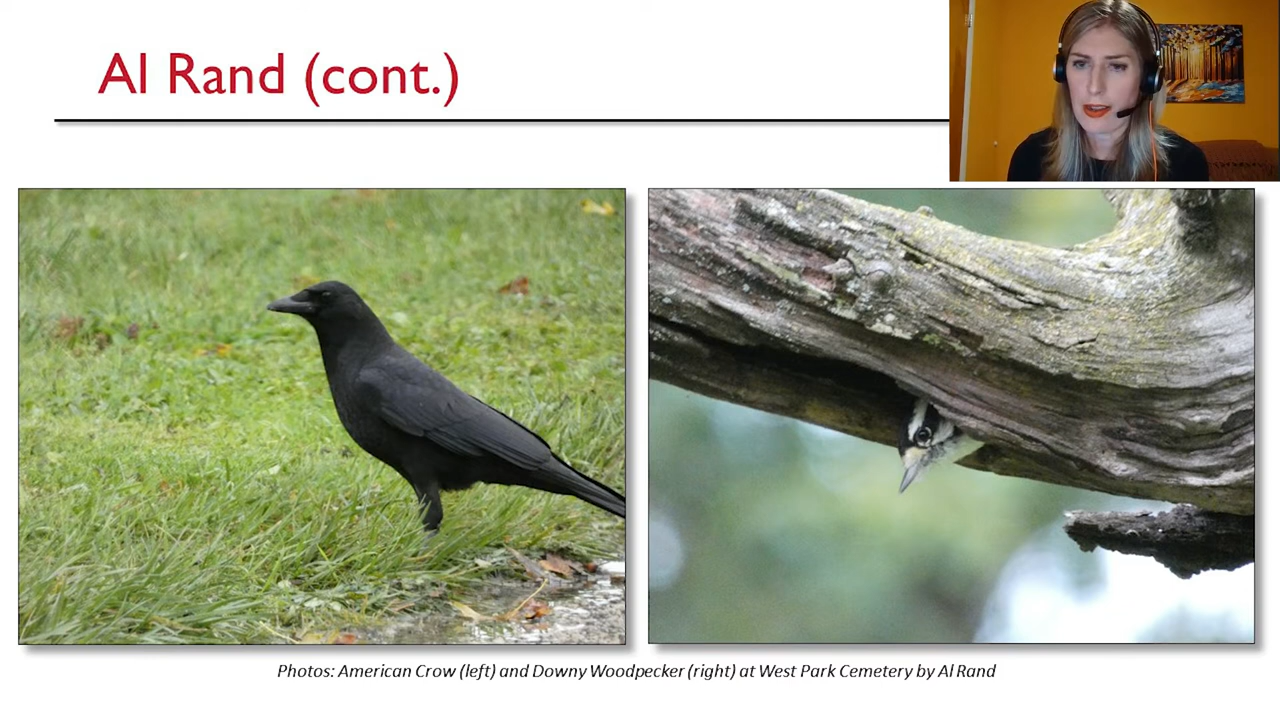 Al Rand (cont.)
Photos: American Crow (left) and Downy Woodpecker (right) at West Park Cemetery by Al Rand